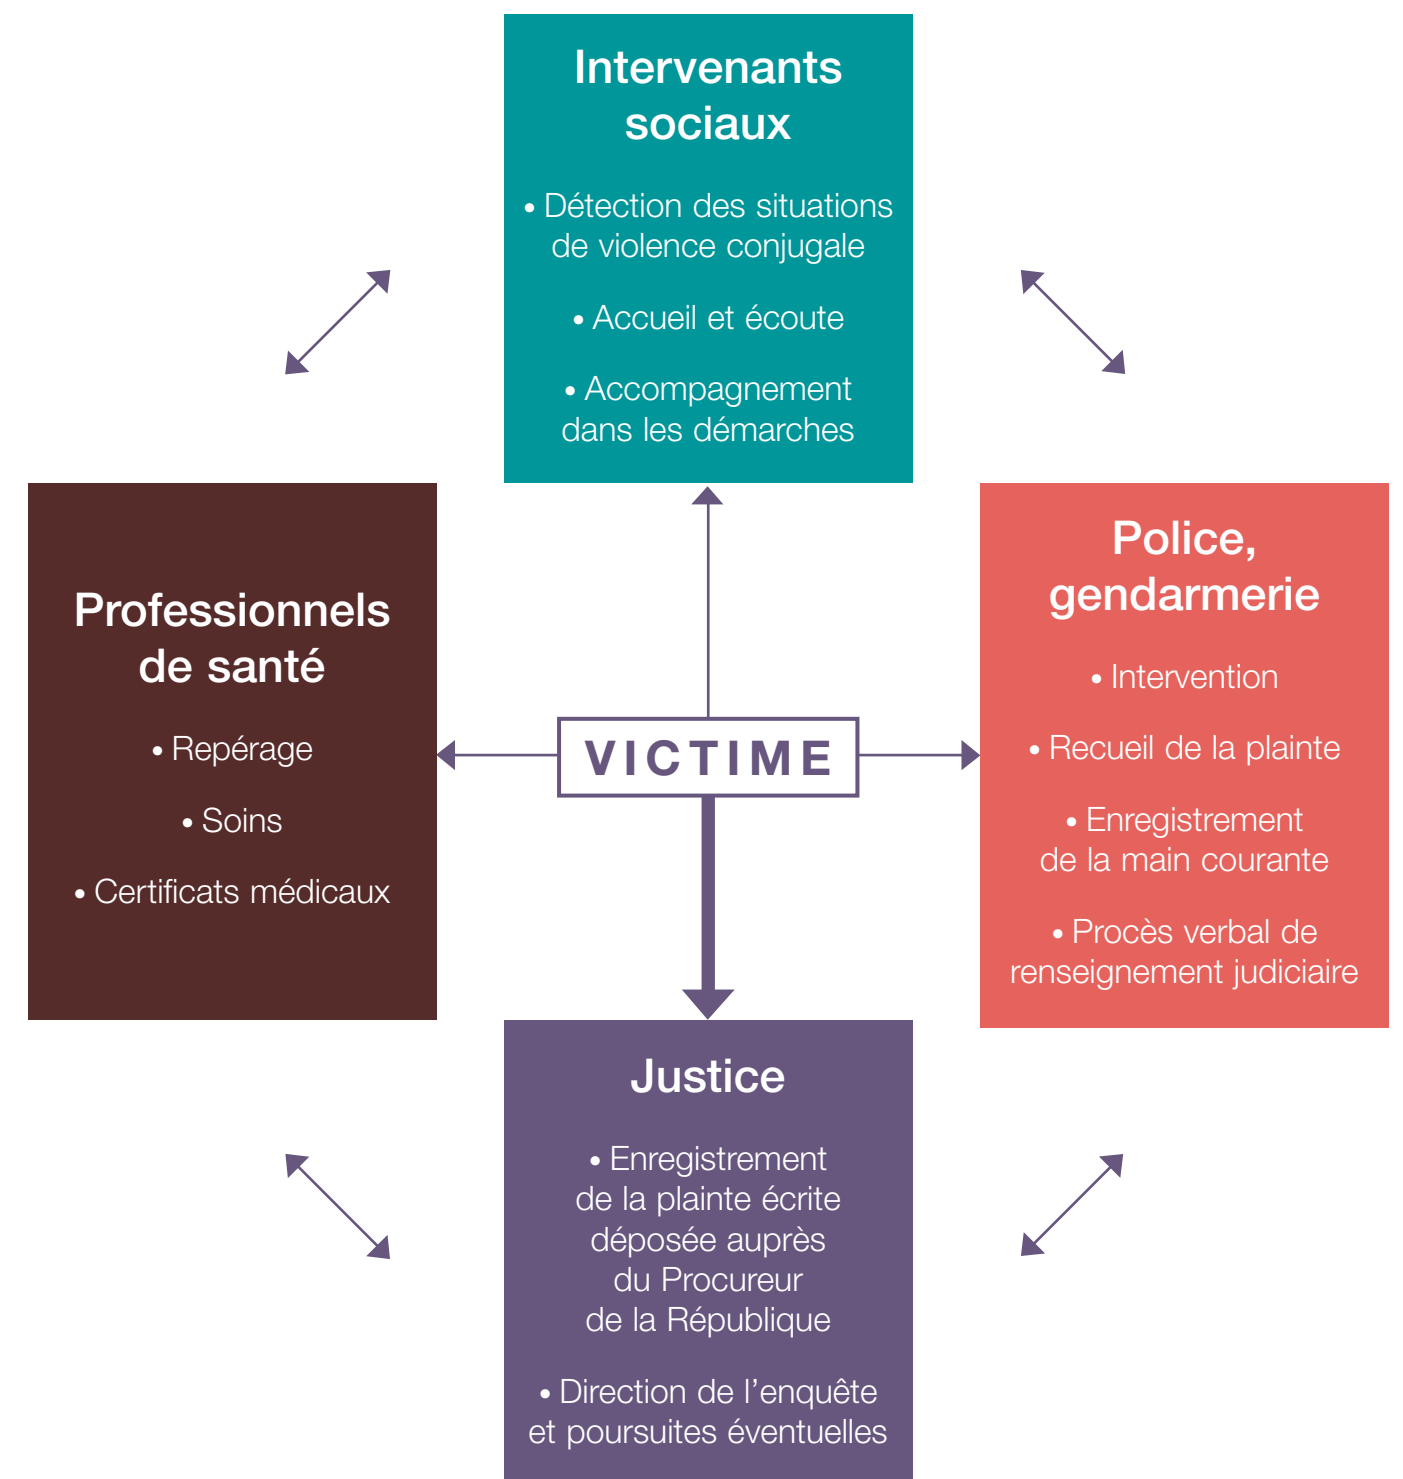 Intervenants
sociaux
• Détection des situations
de violence conjugale
• Accueil et écoute
• Accompagnement
dans les démarches
Professionnels
de santé
• Repérage
• Soins
• Certificats médicaux
VICTIME
Police,
gendarmerie
• Intervention
• Recueil de la plainte
• Enregistrement
de la main courante
• Procès verbal de
renseignement judiciaire
Justice
• Enregistrement
de la plainte écrite
déposée auprès
du Procureur
de la République
• Direction de l’enquête
et poursuites éventuelles